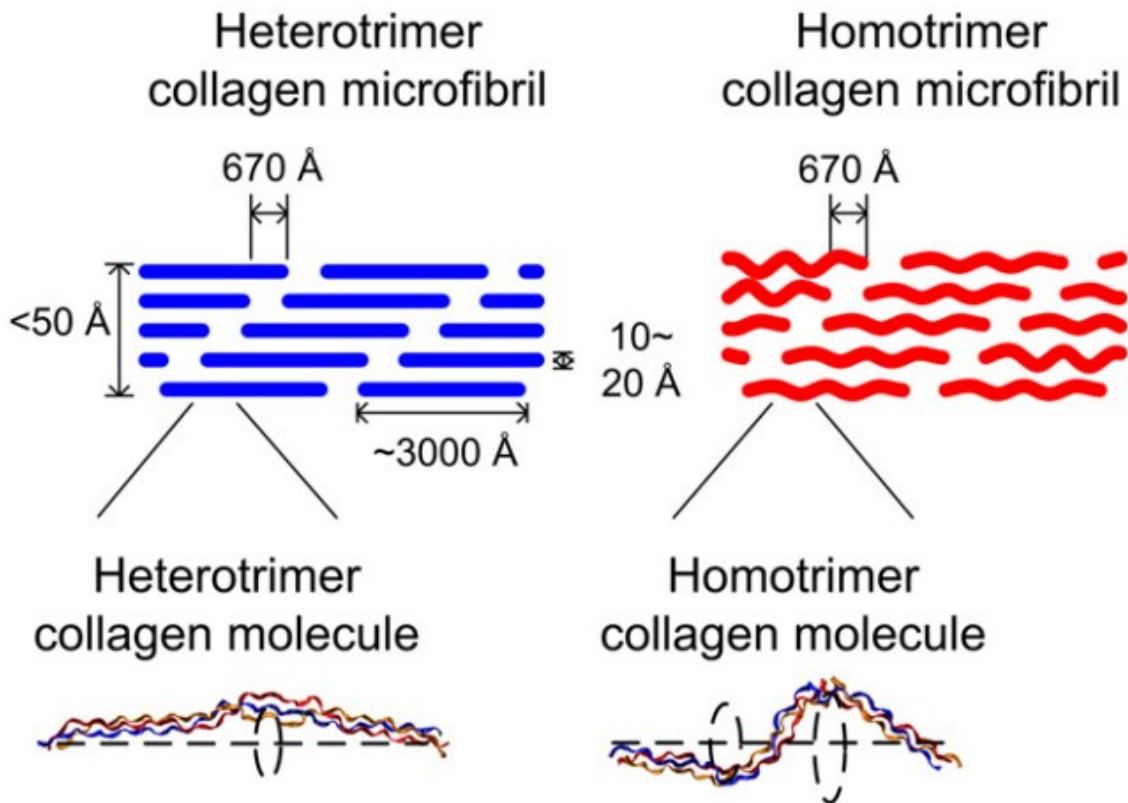 Heterotrimer
collagen microfibril
Homotrimer
collagen microfibril
670 Å
670 Å
<50 Å
10~
20 Å
~3000 Å
Heterotrimer
collagen molecule
Homotrimer
collagen molecule